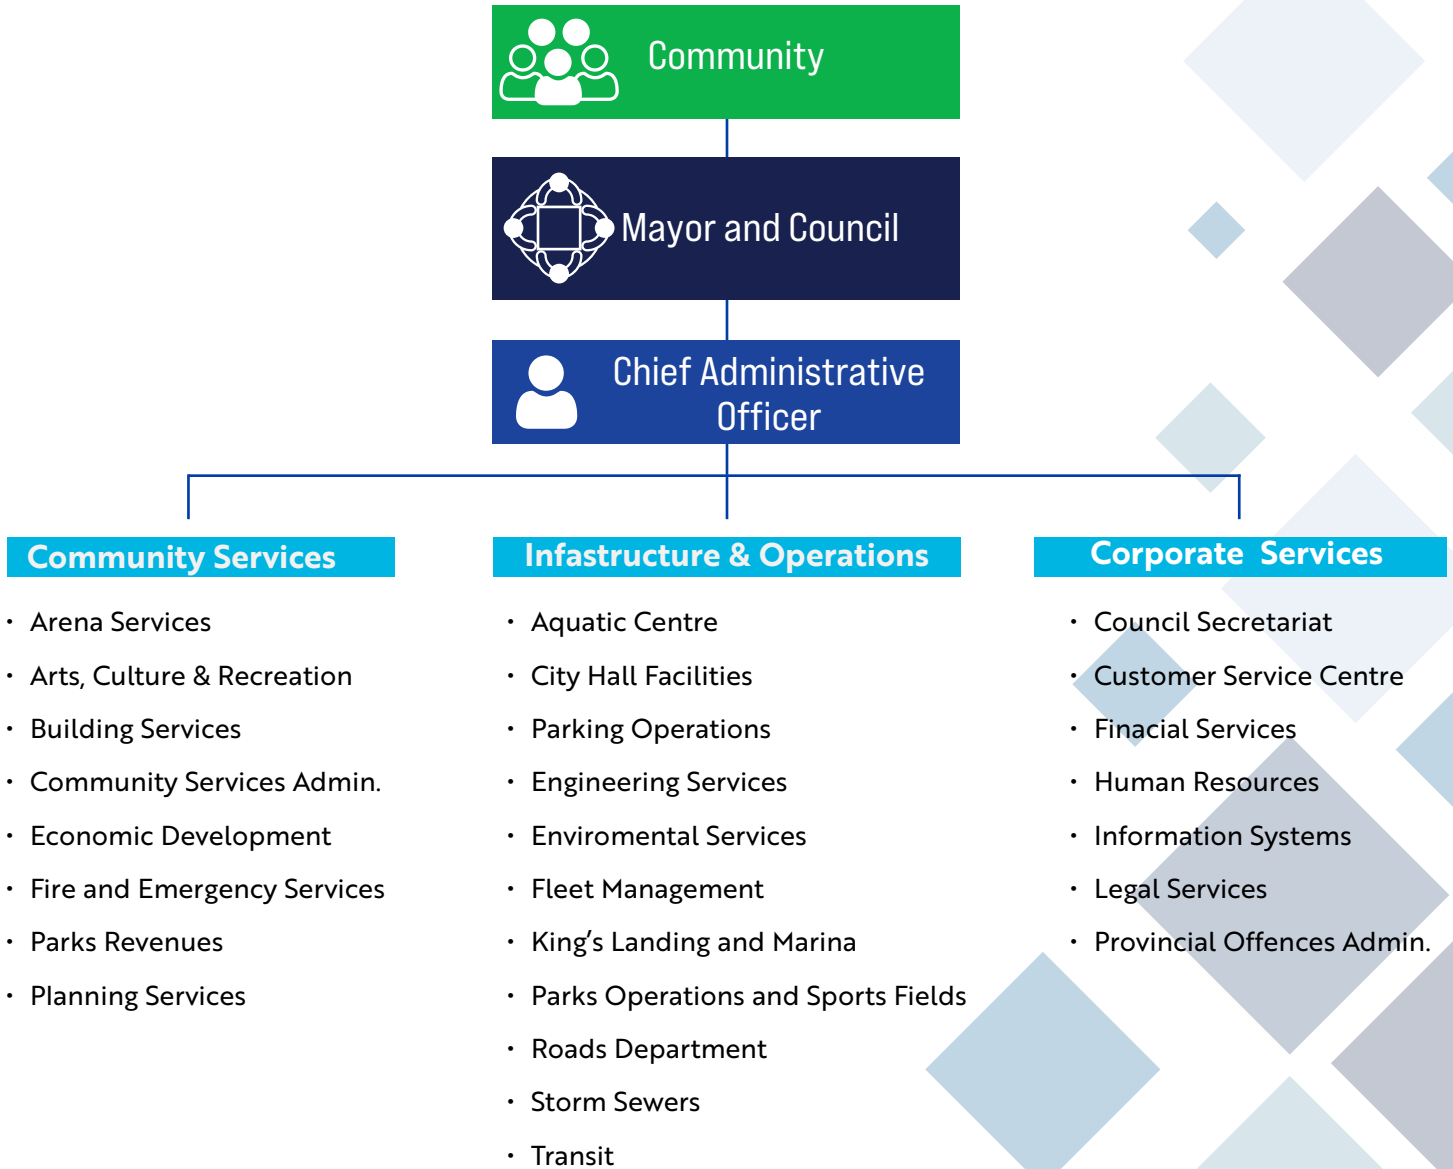 Community
Mayor and Council
Chief Administrative
Officer
Community Services
• Arena Services
• Arts, Culture & Recreation
• Building Services
• Community Services Admin.
• Economic Development
• Fire and Emergency Services
• Parks Revenues
• Planning Services
Infastructure & Operations
• Aquatic Centre
• City Hall Facilities
• Parking Operations
• Engineering Services
• Enviromental Services
• Fleet Management
• King's Landing and Marina
• Parks Operations and Sports Fields
• Roads Department
• Storm Sewers
• Transit
Corporate Services
• Council Secretariat
• Customer Service Centre
• Finacial Services
• Human Resources
• Information Systems
• Legal Services
• Provincial Offences Admin.